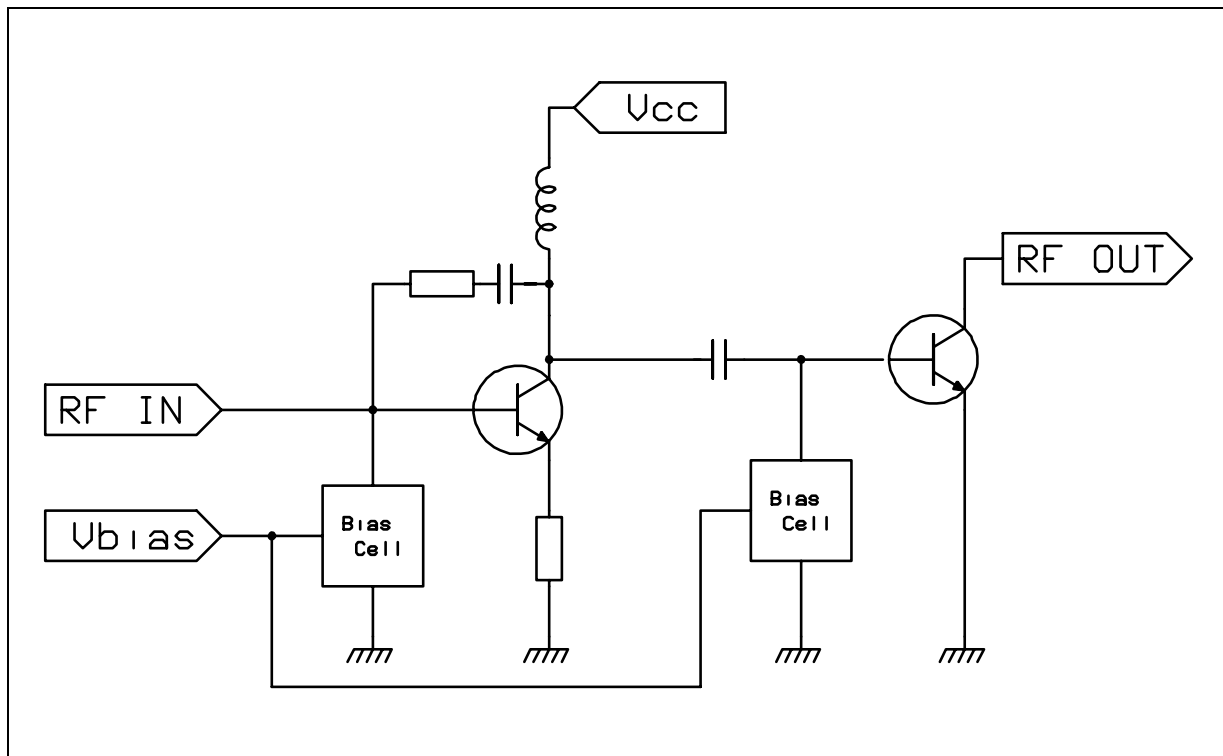 Vcc
RF OUT
RF IN
Vbias
Bias
Cell
Bias
Cell